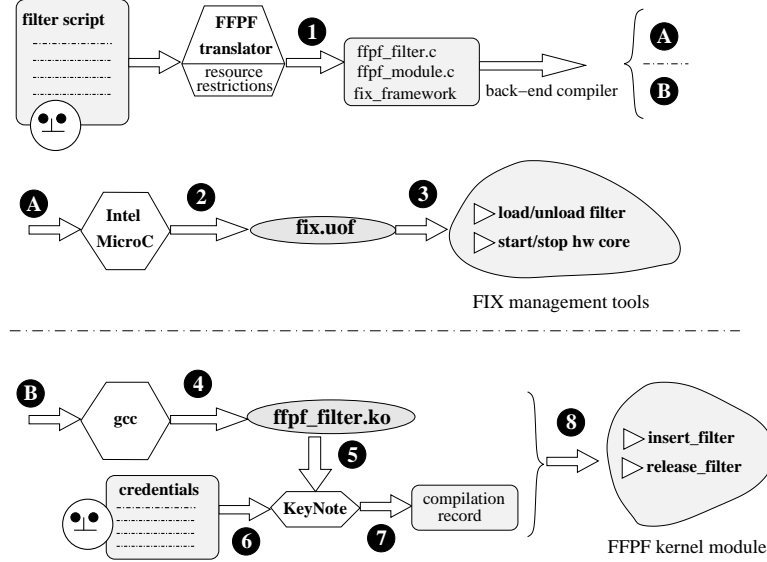 filter script
FFPF
translator
resource
restrictions
1
ffpf_filter.c
ffpf_module.c
fix_framework
back−end compiler
A
B
A
Intel
MicroC
2
fix.uof
3
load/unload filter
start/stop hw core
FIX management tools
B
gcc
4
ffpf_filter.ko
5
credentials
6
KeyNote
7
compilation
record
8
insert_filter
release_filter
FFPF kernel module